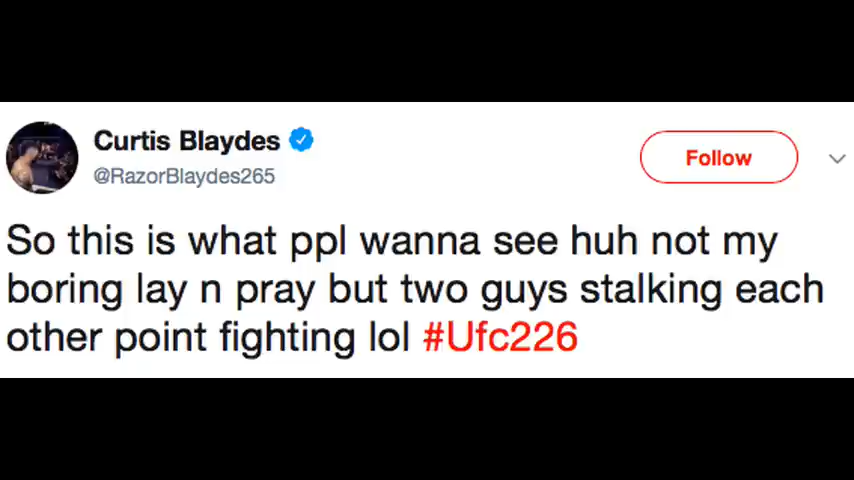 Curtis Blaydes
@RazorBlaydes265
Follow
So this is what ppl wanna see huh not my
boring lay n pray but two guys stalking each
other point fighting lol #Ufc226